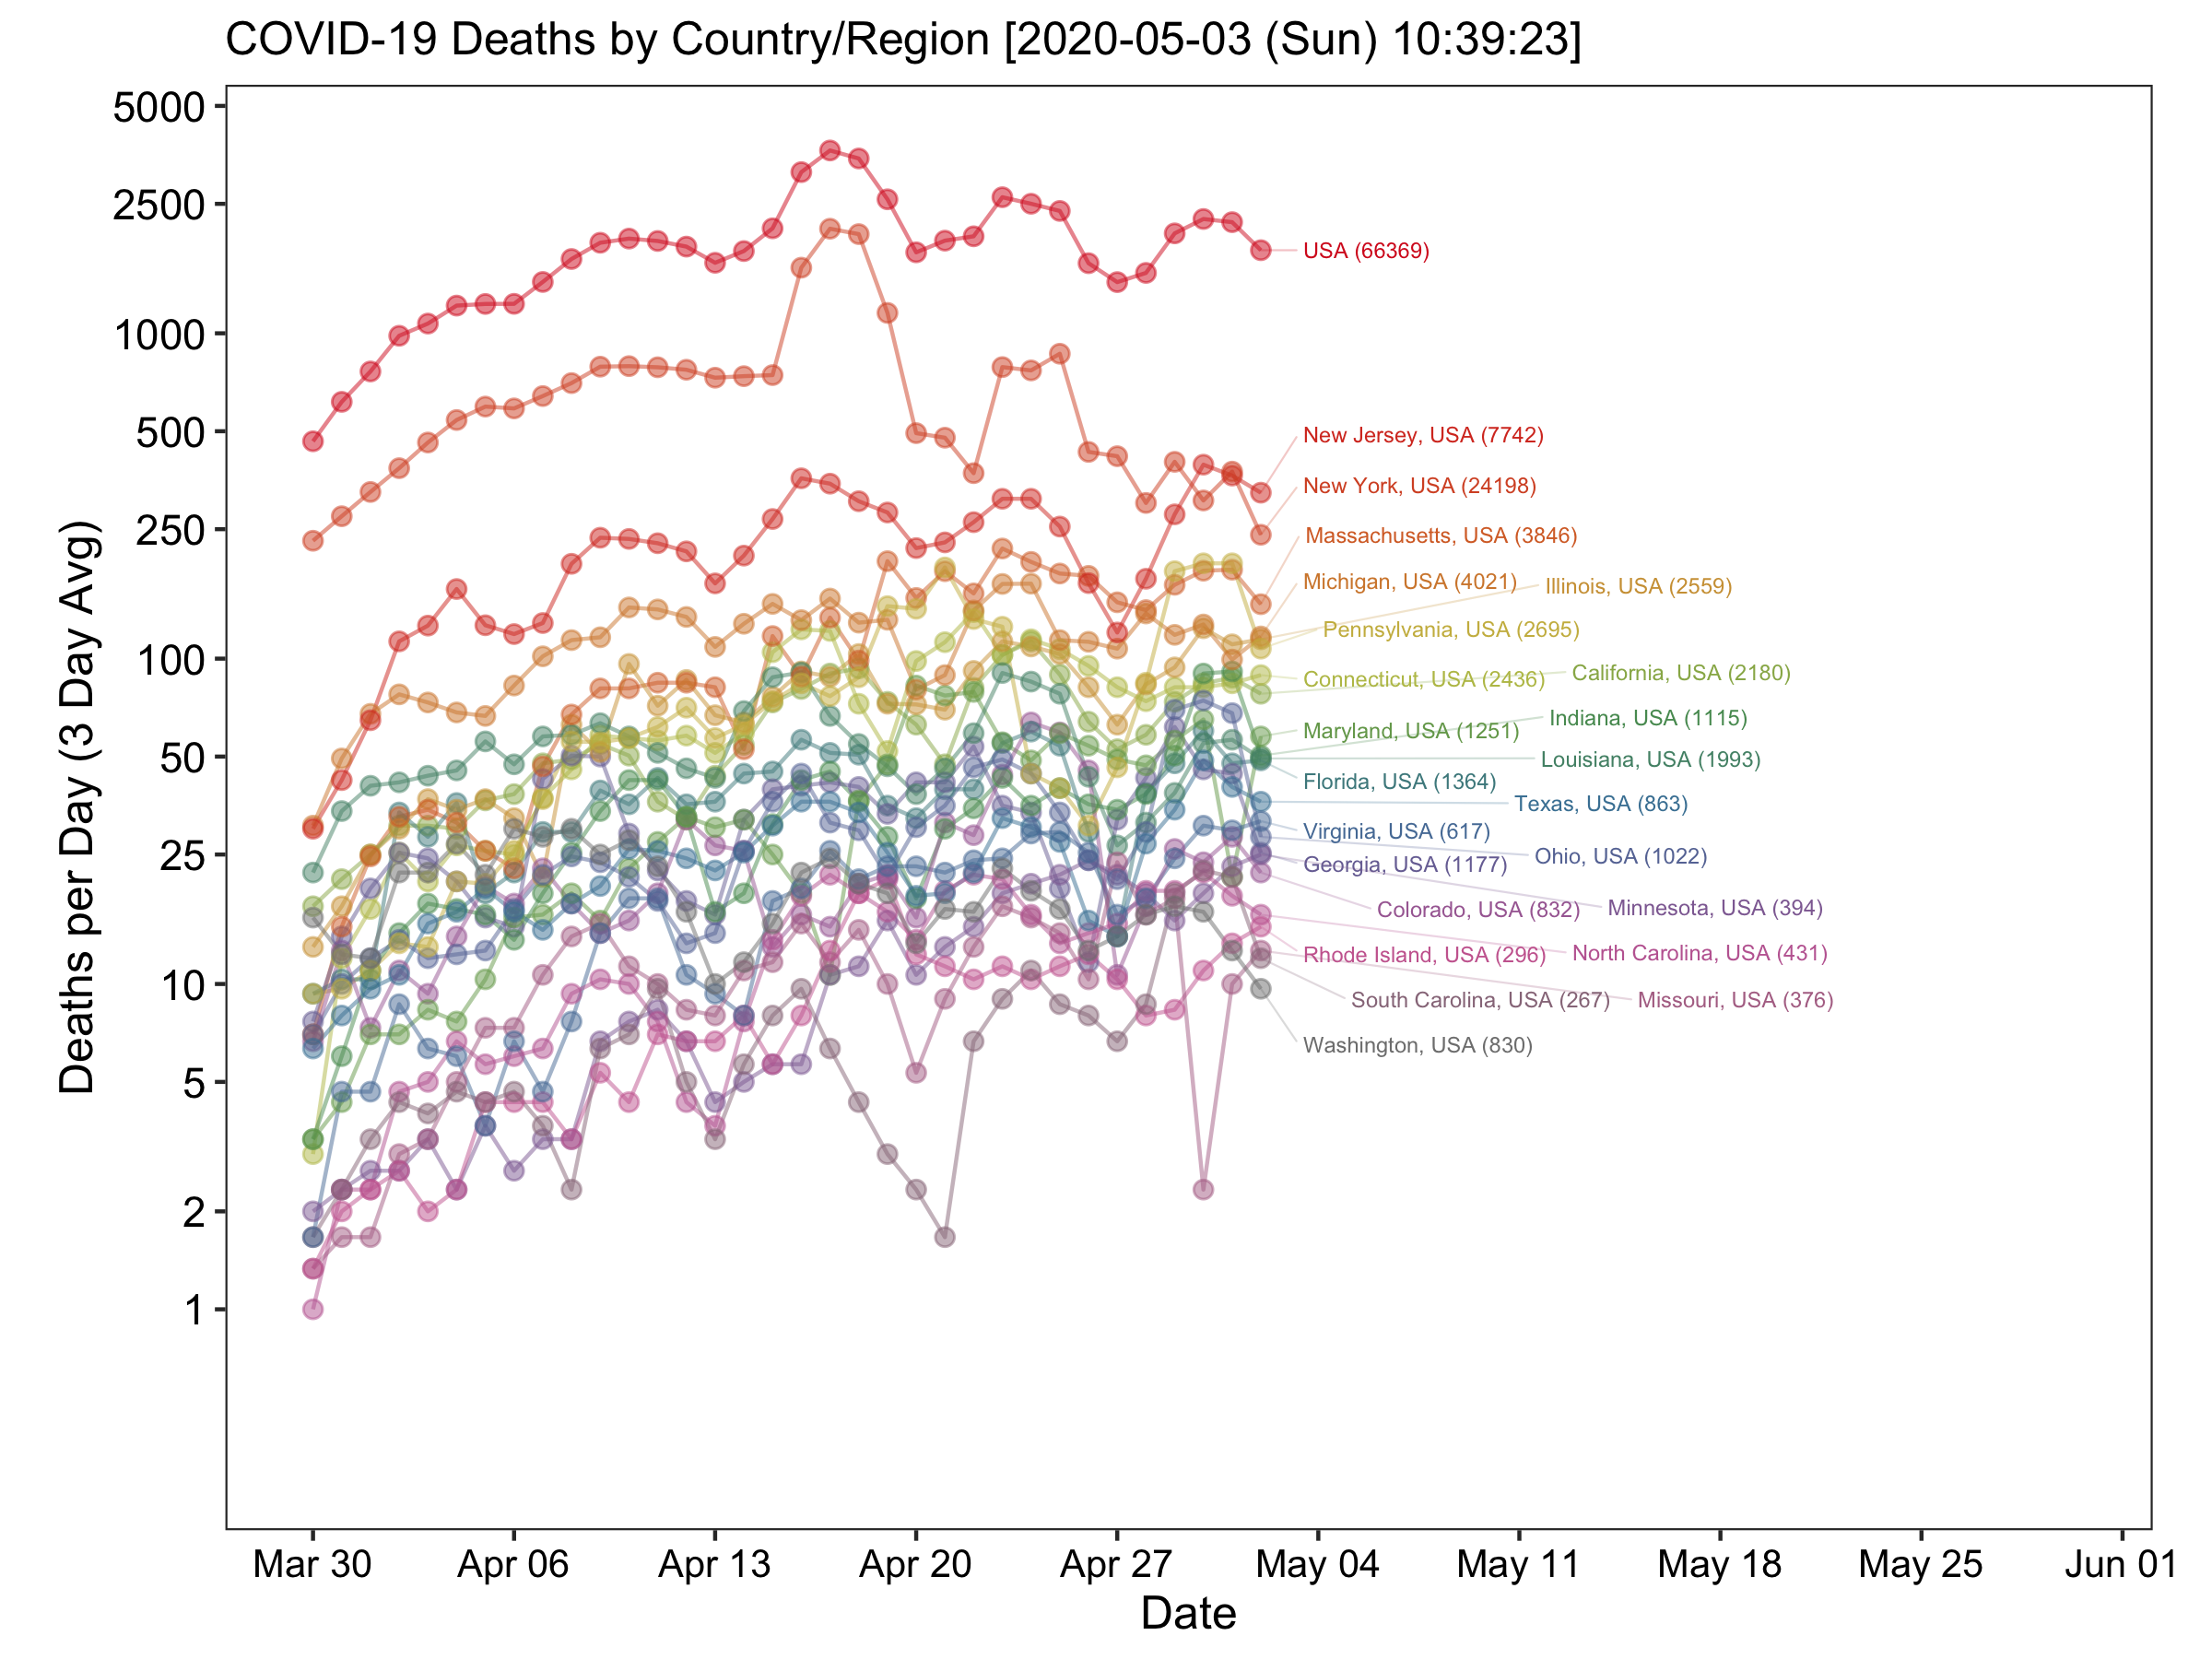 COVID-19 Deaths by Country/Region [2020-05-03 (Sun) 10:39:23]
Deaths per Day (3 Day Avg)
5000
2500
1000
500
250
100
50
25
10
5
2
1
USA (66369)
New Jersey, USA (7742)
New York, USA (24198)
Massachusetts, USA (3846)
Michigan, USA (4021)
Illinois, USA (2559)
Pennsylvania, USA (2695)
Connecticut, USA (2436)
California, USA (2180)
Maryland, USA (1251)
Indiana, USA (1115)
Louisiana, USA (1993)
Florida, USA (1364)
Texas, USA (863)
Virginia, USA (617)
Ohio, USA (1022)
Georgia, USA (1177)
Colorado, USA (832)
Minnesota, USA (394)
Rhode Island, USA (296)
North Carolina, USA (431)
South Carolina, USA (267)
Missouri, USA (376)
Washington, USA (830)
Mar 30
Apr 06
Apr 13
Apr 20
Apr 27
May 04
May 11
May 18
May 25
Jun 01
Date